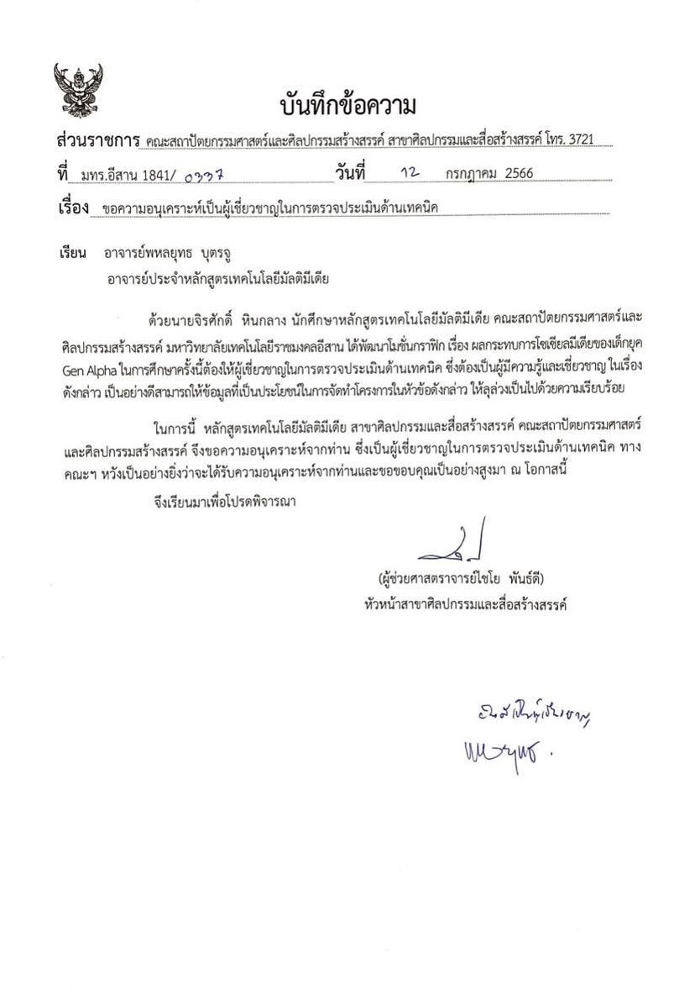 บันทึกข้อความ
ส่วนราชการ คณะสถาปัตยกรรมศาสตร์และศิลปกรรมสร้างสรรค์ สาขาศิลปกรรมและสื่อสร้างสรรค์ โทร. 3721
ที่ มทร.อีสาน 1841/ 0337 วันที่ 12 กรกฎาคม 2566
เรื่อง ขอความอนุเคราะห์เป็นผู้เชี่ยวชาญในการตรวจประเมินด้านเทคนิค
เรียน อาจารย์พหลยุทธ บุตรจู
อาจารย์ประจำหลักสูตรเทคโนโลยีมัลติมีเดีย
ด้วยนายจิรศักดิ์ หินกลาง นักศึกษาหลักสูตรเทคโนโลยีมัลติมีเดีย คณะสถาปัตยกรรมศาสตร์และ
ศิลปกรรมสร้างสรรค์ มหาวิทยาลัยเทคโนโลยีราชมงคลอีสาน ได้พัฒนาโมชั่นกราฟิก เรื่อง ผลกระทบการโซเชียลมีเดียของเด็กยุค
Gen Alpha ในการศึกษาครั้งนี้ต้องให้ผู้เชี่ยวชาญในการตรวจประเมินด้านเทคนิค ซึ่งต้องเป็นผู้มีความรู้และเชี่ยวชาญ ในเรื่อง
ดังกล่าว เป็นอย่างดีสามารถให้ข้อมูลที่เป็นประโยชน์ในการจัดทำโครงการในหัวข้อดังกล่าว ให้ลุล่วงเป็นไปด้วยความเรียบร้อย
ในการนี้ หลักสูตรเทคโนโลยีมัลติมีเดีย สาขาศิลปกรรมและสื่อสร้างสรรค์ คณะสถาปัตยกรรมศาสตร์
และศิลปกรรมสร้างสรรค์ จึงขอความอนุเคราะห์จากท่าน ซึ่งเป็นผู้เชี่ยวชาญในการตรวจประเมินด้านเทคนิค ทาง
คณะฯ หวังเป็นอย่างยิ่งว่าจะได้รับความอนุเคราะห์จากท่านและขอขอบคุณเป็นอย่างสูงมา ณ โอกาสนี้
จึงเรียนมาเพื่อโปรดพิจารณา
(ผู้ช่วยศาสตราจารย์ไชโย พันธ์ดี)
หัวหน้าสาขาศิลปกรรมและสื่อสร้างสรรค์